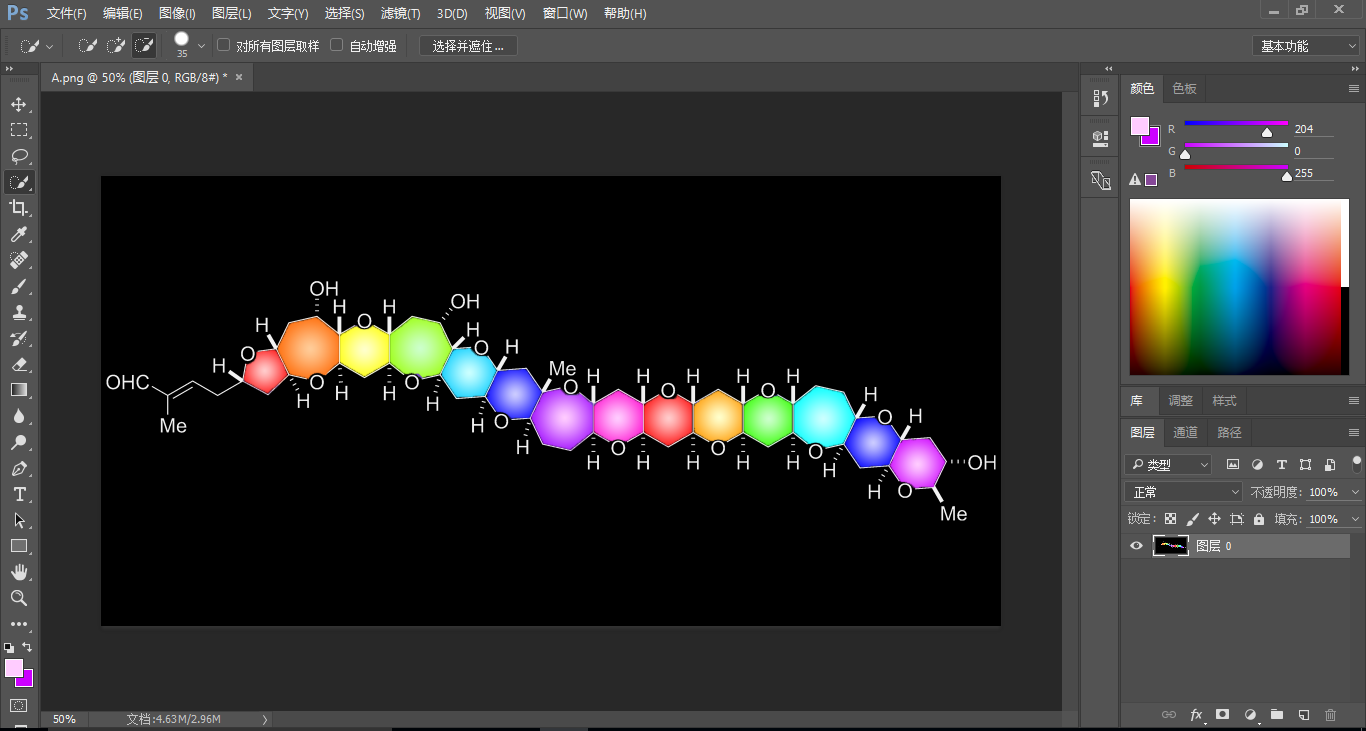 Ps 文件(F) 编辑(E) 图像(I) 图层(L) 文字(Y) 选择(S) 滤镜(T) 3D(D) 视图(V) 窗口(W) 帮助(H)
35 对所有图层取样 自动增强 选择并遮住 ... 基本功能
A.png @ 50% (图层 0, RGB/8#) *
颜色 色板
R 204
G 0
B 255
OH
H H
OH
H
O
H
O
H
O
H
H
OHC
O
O
H
H
H
H
H
Me
H
O
H
Me
O
H
H
O
H
H
O
H
H
O
H
O
H
H
H
H
O
H
H
O
H
H
O
H
H
O
OH
O
Me
库 调整 样式
图层 通道 路径
类型 T
正常 不透明度: 100%
锁定: 填充: 100%
图层 0
T
fx
50% 文档:4.63M/2.96M